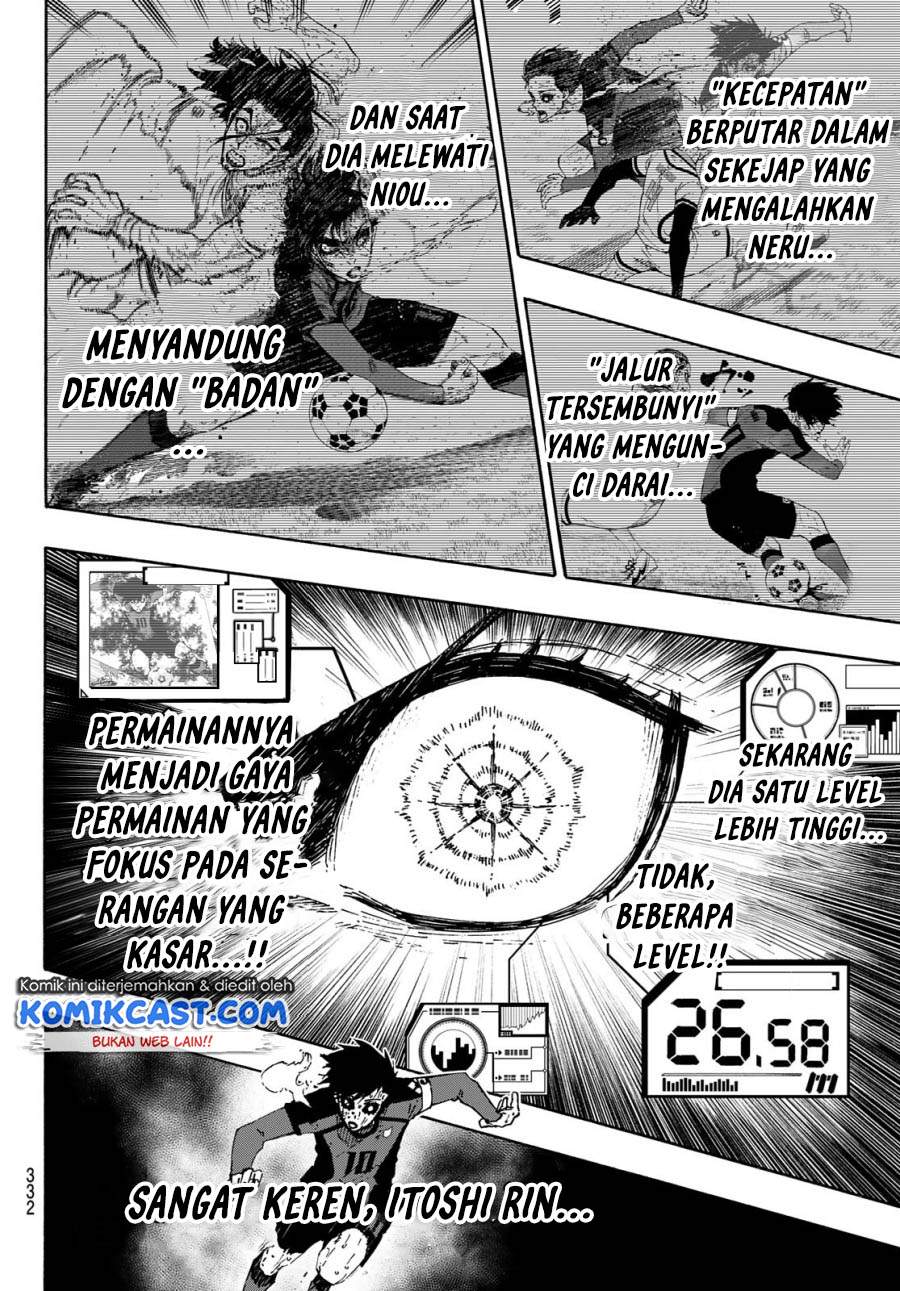 "KECEPATAN"
BERPUTAR DALAM
SEKEJAP YANG
MENGALAHKAN
NERU...
DAN SAAT
DIA MELEWATI
NIOU...
MENYANDUNG
DENGAN "BADAN"
...
"JALUR
TERSEMBUNYI"
YANG MENGUN-
CI DARAI...
PERMAINANNYA
MENJADI GAYA
PERMAINAN YANG
FOKUS PADA SE-
RANGAN YANG
KASAR...!!
SEKARANG
DIA SATU LEVEL
LEBIH TINGGI...
TIDAK,
BEBERAPA
LEVEL!!
26.58
m
Komik ini diterjemahkan & diedit oleh
KOMIKCAST.COM
BUKAN WEB LAIN!!
10
SANGAT KEREN, ITOSHI RIN...
332